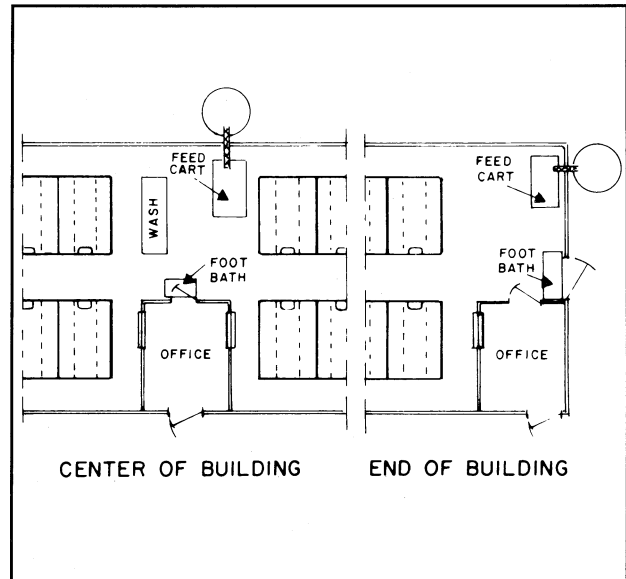 FEED
CART
WASH
FOOT
BATH
OFFICE
CENTER OF BUILDING
FEED
CART
FOOT
BATH
OFFICE
END OF BUILDING